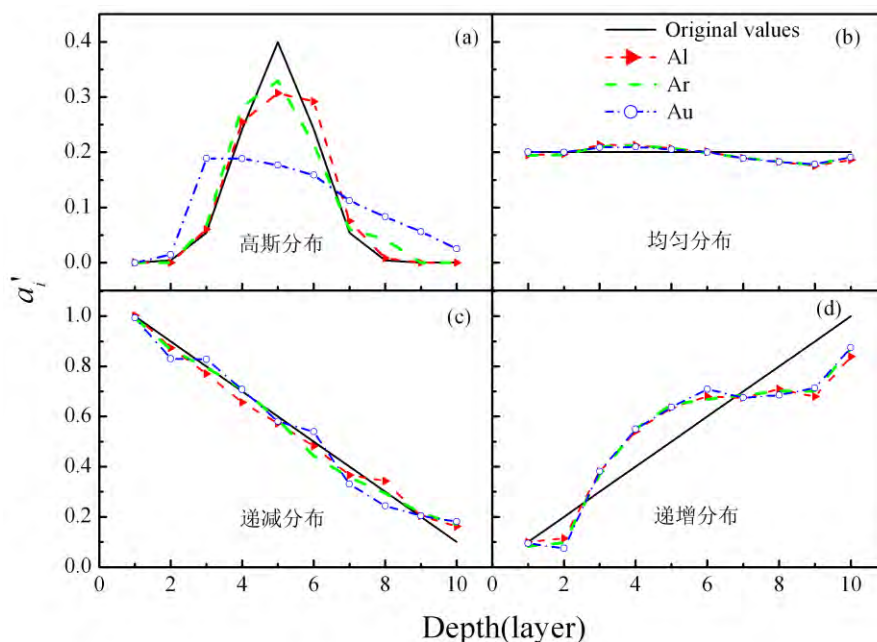 (a)
0.4
0.3
0.2
0.1
0.0
高斯分布
(b)
Original values
Al
Ar
Au
均匀分布
a_i'
(c)
1.0
0.8
0.6
0.4
0.2
0.0
递减分布
0 2 4 6 8 10
(d)
递增分布
0 2 4 6 8 10
Depth(layer)